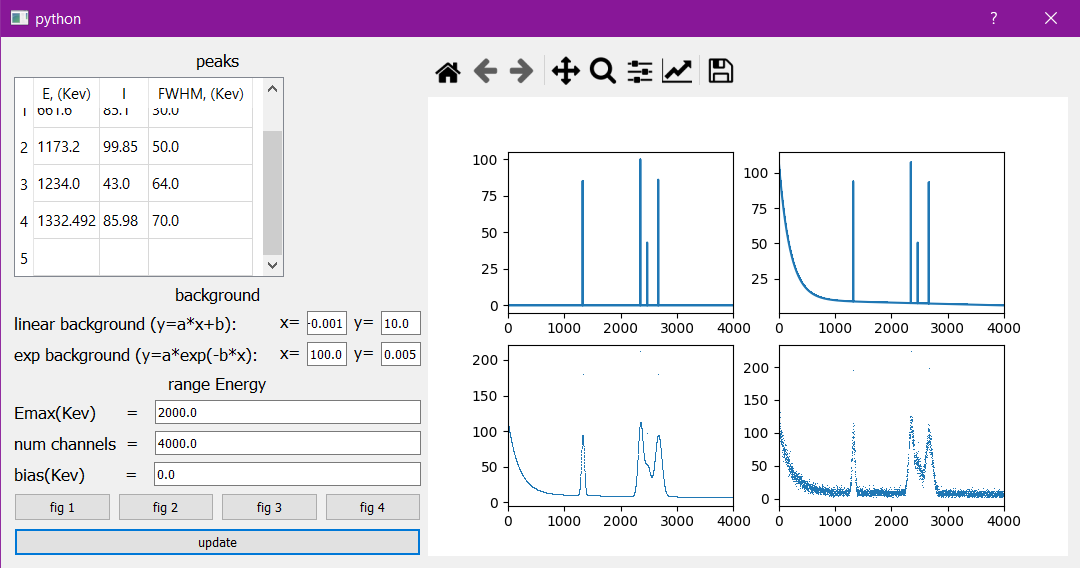 python
?
peaks
E, (Kev) I FWHM, (Kev)
1 661.6 85.1 30.0
2 1173.2 99.85 50.0
3 1234.0 43.0 64.0
4 1332.492 85.98 70.0
5
background
linear background (y=a*x+b): x= -0.001 y= 10.0
exp background (y=a*exp(-b*x): x= 100.0 y= 0.005
range Energy
Emax(Kev) = 2000.0
num channels = 4000.0
bias(Kev) = 0.0
fig 1 fig 2 fig 3 fig 4
update
100
75
50
25
0
0 1000 2000 3000 4000
100
75
50
25
0 1000 2000 3000 4000
200
150
100
50
0
0 1000 2000 3000 4000
200
150
100
50
0
0 1000 2000 3000 4000